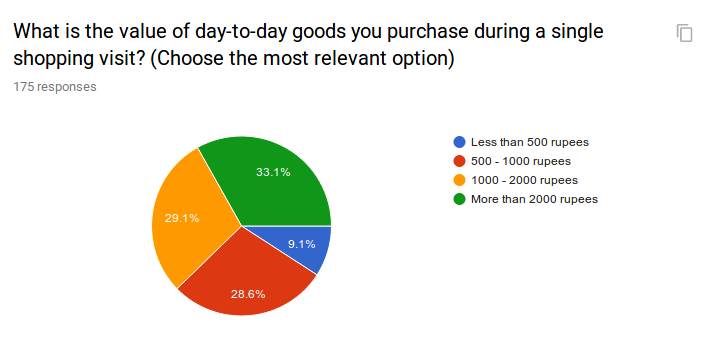 What is the value of day-to-day goods you purchase during a single
shopping visit? (Choose the most relevant option)
175 responses
Less than 500 rupees
500 - 1000 rupees
1000 - 2000 rupees
More than 2000 rupees
33.1%
29.1%
9.1%
28.6%